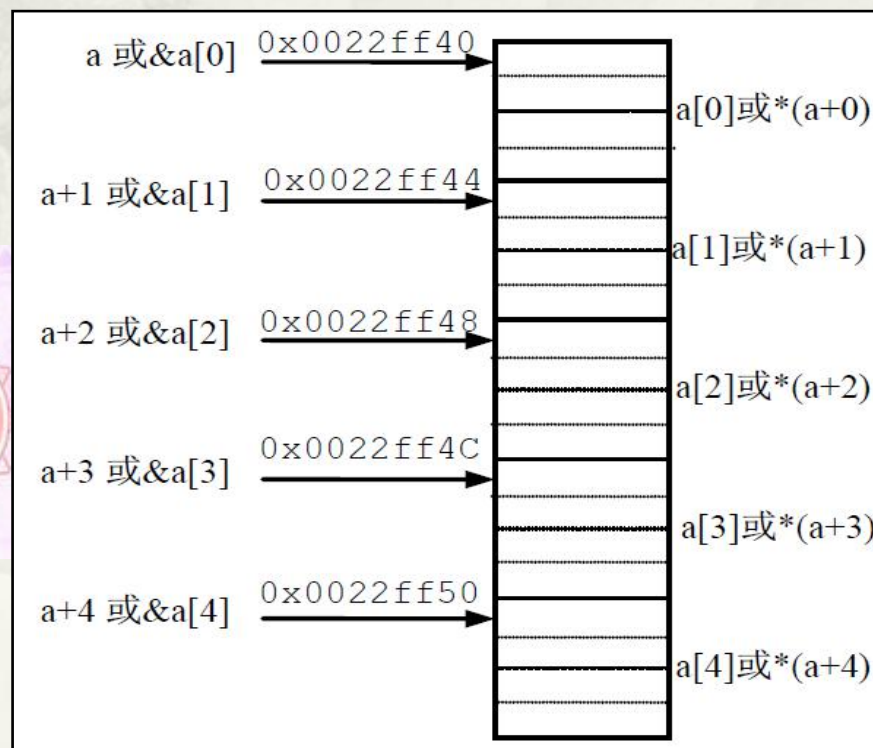 a 或&a[0] 0x0022ff40
a[0]或*(a+0)
a+1 或&a[1] 0x0022ff44
a[1]或*(a+1)
a+2 或&a[2] 0x0022ff48
a[2]或*(a+2)
a+3 或&a[3] 0x0022ff4C
a[3]或*(a+3)
a+4 或&a[4] 0x0022ff50
a[4]或*(a+4)